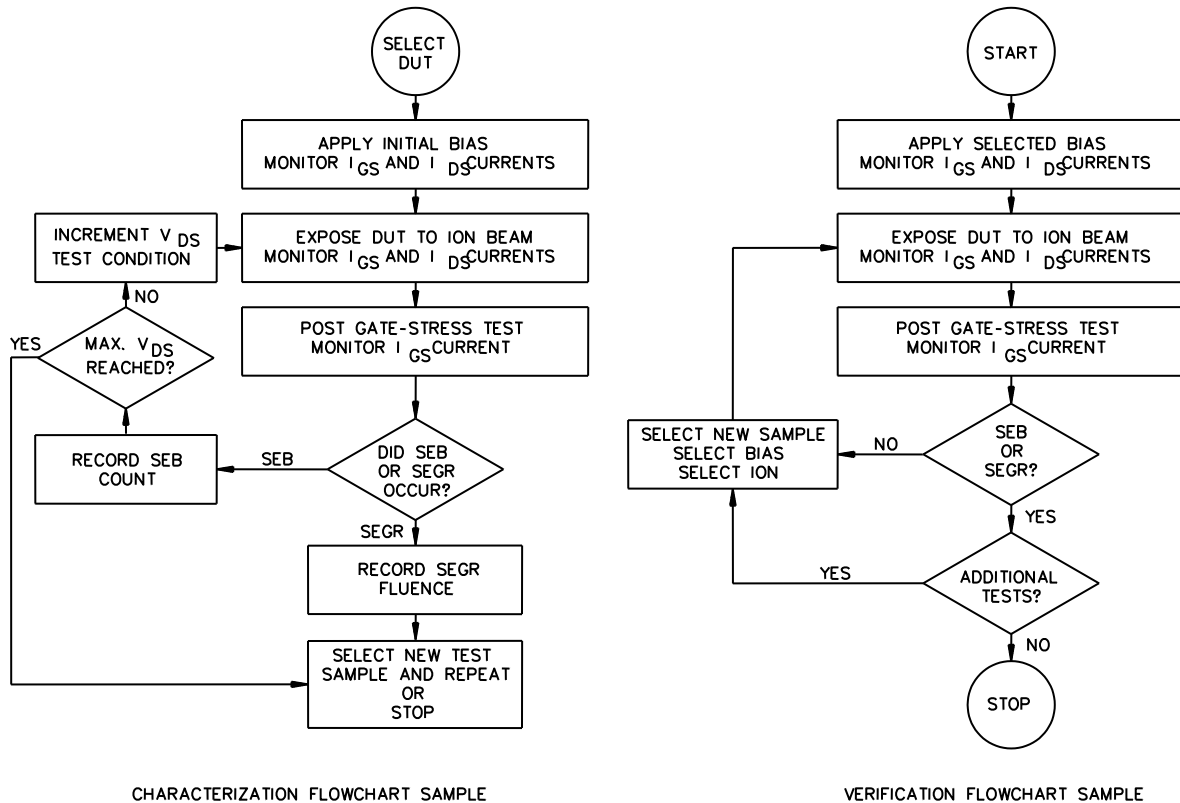 SELECT
DUT
APPLY INITIAL BIAS
MONITOR I GS AND I DS CURRENTS
INCREMENT V DS
TEST CONDITION
EXPOSE DUT TO ION BEAM
MONITOR I GS AND I DS CURRENTS
NO
POST GATE-STRESS TEST
MONITOR I GS CURRENT
YES
MAX. V DS
REACHED?
RECORD SEB
COUNT
SEB
DID SEB
OR SEGR
OCCUR?
SEGR
RECORD SEGR
FLUENCE
SELECT NEW TEST
SAMPLE AND REPEAT
OR
STOP
CHARACTERIZATION FLOWCHART SAMPLE
START
APPLY SELECTED BIAS
MONITOR I GS AND I DS CURRENTS
EXPOSE DUT TO ION BEAM
MONITOR I GS AND I DS CURRENTS
POST GATE-STRESS TEST
MONITOR I GS CURRENT
SELECT NEW SAMPLE
SELECT BIAS
SELECT ION
NO
SEB
OR
SEGR?
YES
YES
ADDITIONAL
TESTS?
NO
STOP
VERIFICATION FLOWCHART SAMPLE